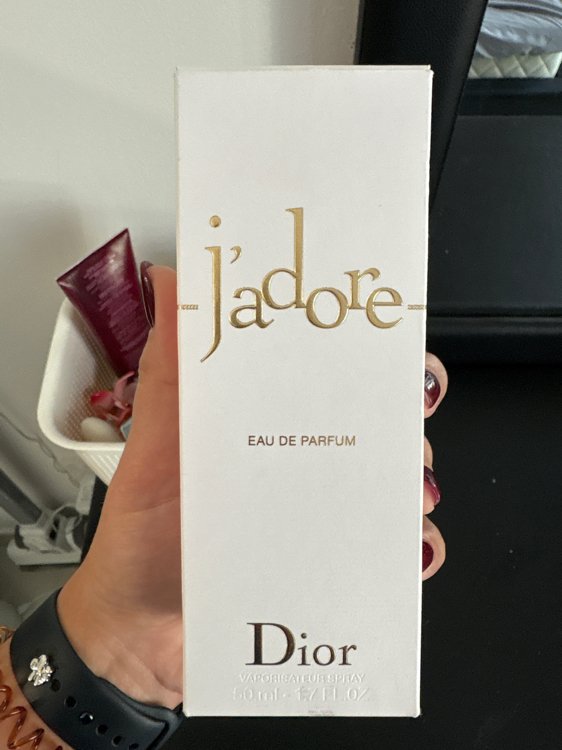 j'adore
EAU DE PARFUM
Dior
VAPORISATEUR SPRAY
50 ml - 1.7 FL.OZ